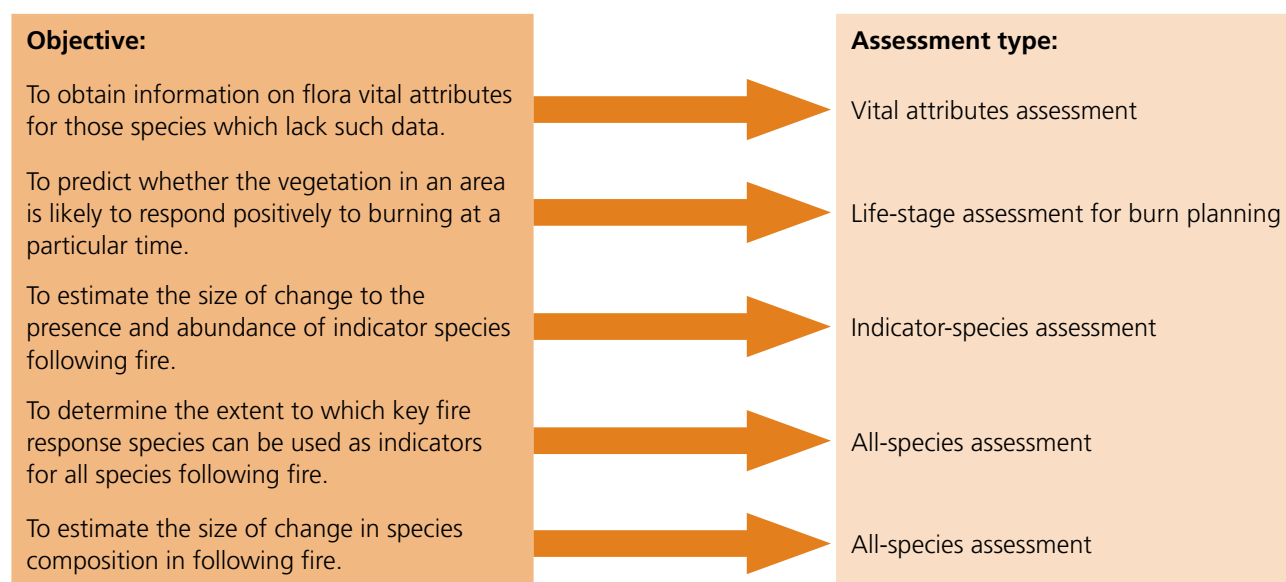 Objective:
Assessment type:
To obtain information on flora vital attributes
for those species which lack such data.
Vital attributes assessment
To predict whether the vegetation in an area
is likely to respond positively to burning at a
particular time.
Life-stage assessment for burn planning
To estimate the size of change to the
presence and abundance of indicator species
following fire.
Indicator-species assessment
To determine the extent to which key fire
response species can be used as indicators
for all species following fire.
All-species assessment
To estimate the size of change in species
composition in following fire.
All-species assessment